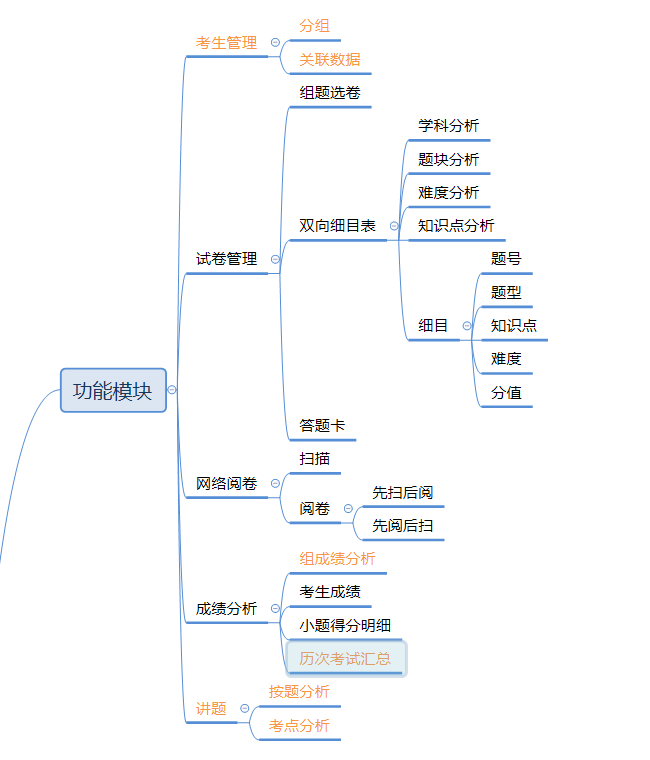 功能模块
考生管理
分组
关联数据
试卷管理
组题选卷
双向细目表
学科分析
题块分析
难度分析
知识点分析
细目
题号
题型
知识点
难度
分值
答题卡
网络阅卷
扫描
阅卷
先扫后阅
先阅后扫
成绩分析
组成绩分析
考生成绩
小题得分明细
历次考试汇总
讲题
按题分析
考点分析